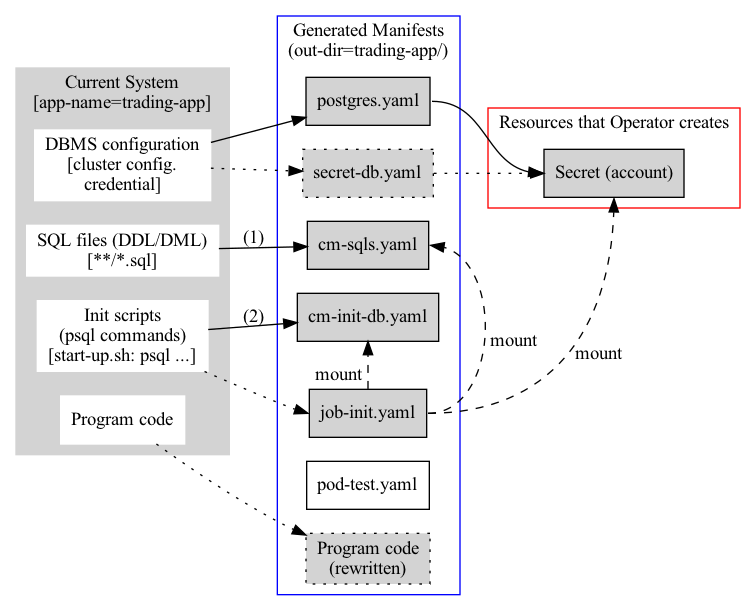 Current System
[app-name=trading-app]
DBMS configuration
[cluster config.
credential]
SQL files (DDL/DML)
[**/*.sql]
Init scripts
(psql commands)
[start-up.sh: psql ...]
Program code
(1)
(2)
Generated Manifests
(out-dir=trading-app/)
postgres.yaml
secret-db.yaml
cm-sqls.yaml
cm-init-db.yaml
mount
job-init.yaml
pod-test.yaml
Program code
(rewritten)
mount
mount
Resources that Operator creates
Secret (account)